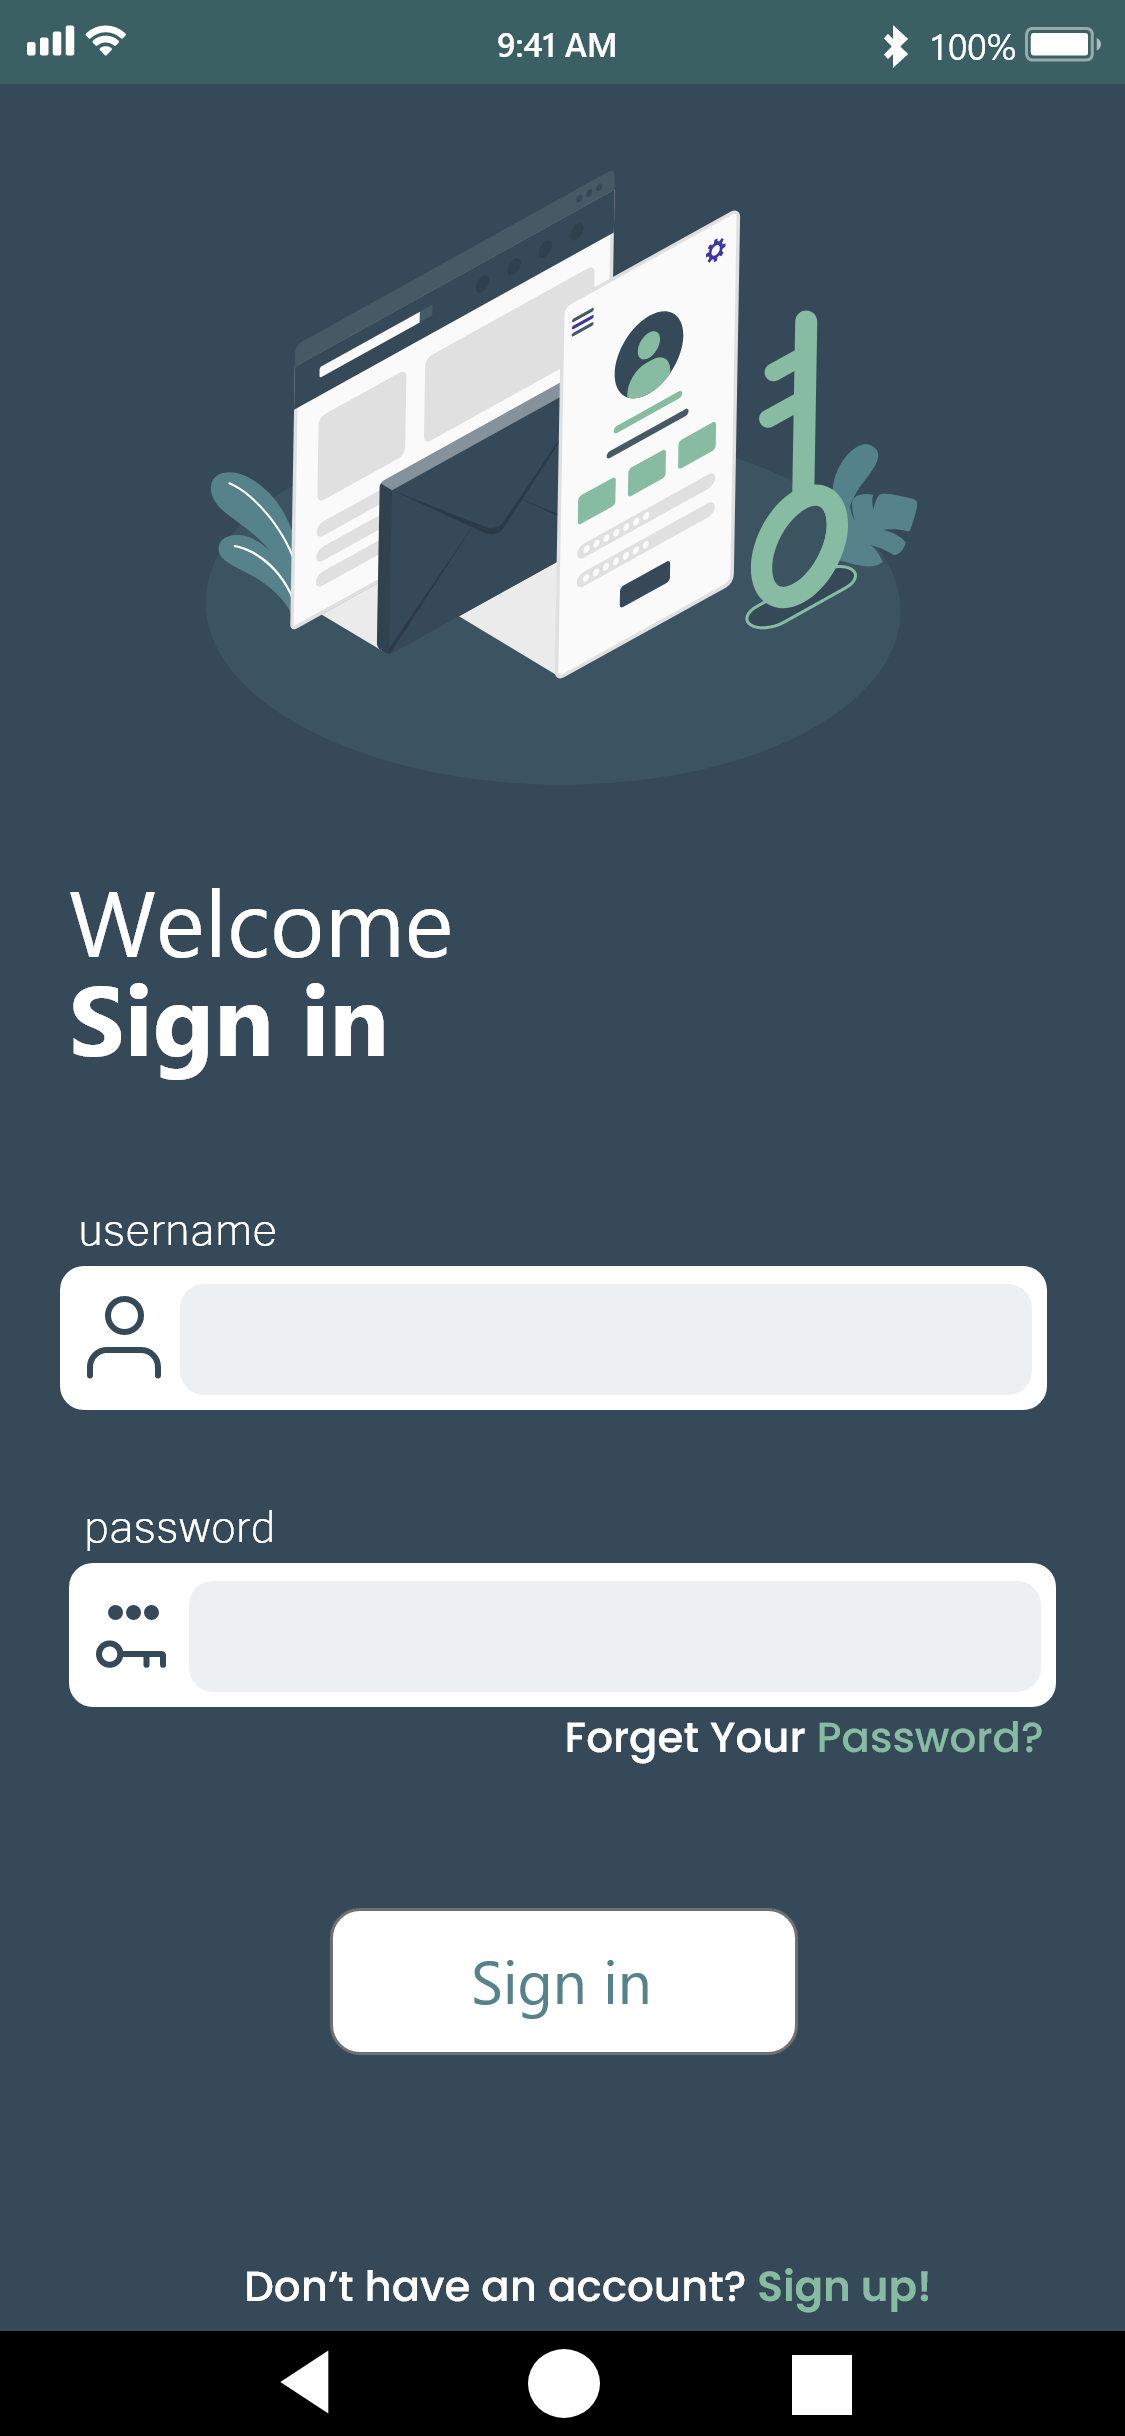 9:41 AM 100%
Welcome
Sign in
username
password
Forget Your Password?
Sign in
Don’t have an account? Sign up!